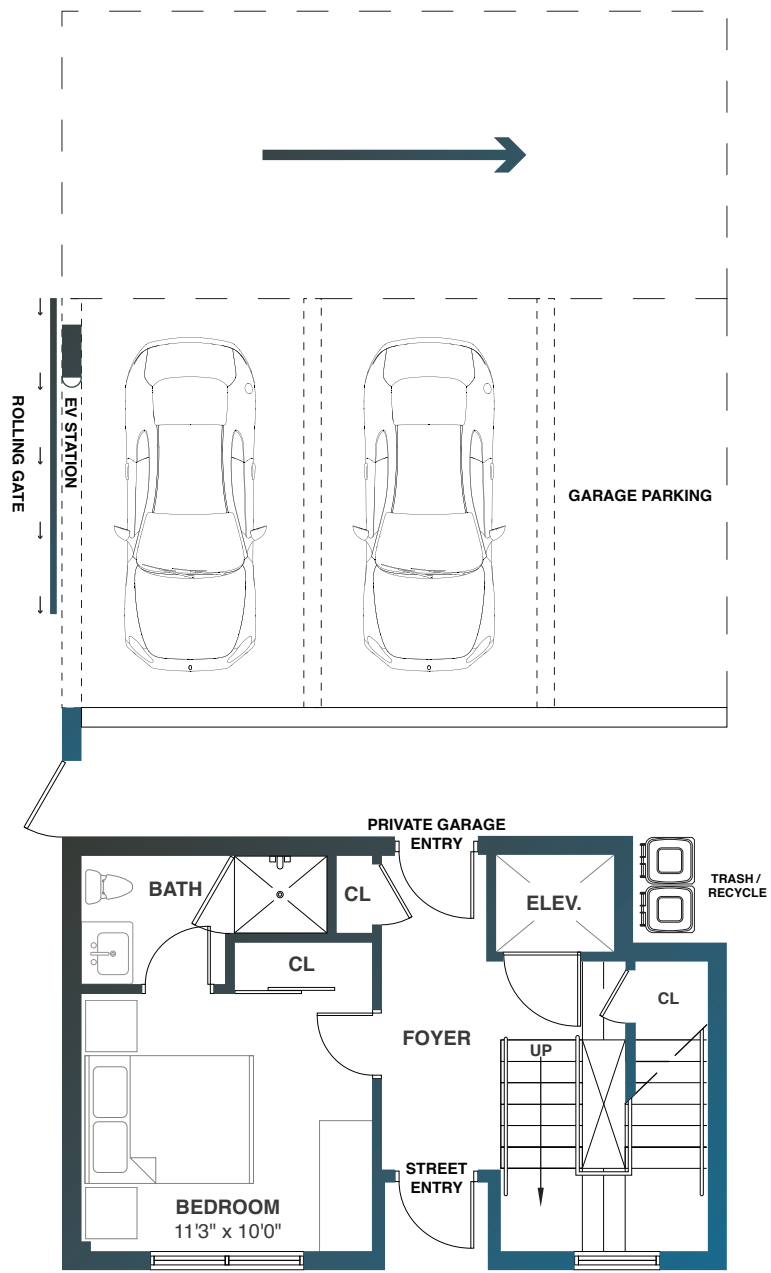 ROLLING GATE
EV STATION
GARAGE PARKING
PRIVATE GARAGE
ENTRY
BATH
CL
ELEV.
TRASH /
RECYCLE
CL
CL
FOYER
UP
STREET
ENTRY
BEDROOM
11'3" x 10'0"